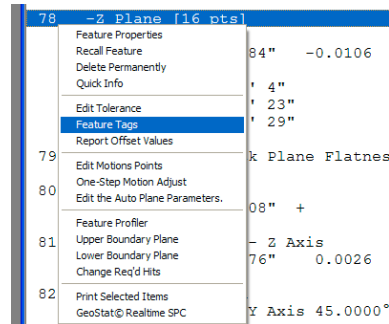 78 -Z Plane [16 pts]
Feature Properties
Recall Feature
84" -0.0106
Delete Permanently
Quick Info
' 4"
Edit Tolerance
' 23"
Feature Tags
' 29"
Report Offset Values
79 k Plane Flatnes
Edit Motions Points
One-Step Motion Adjust
80
Edit the Auto Plane Parameters.
08" +
Feature Profiler
81 Upper Boundary Plane - Z Axis
Lower Boundary Plane 76" 0.0026
Change Req'd Hits
82
Print Selected Items
GeoStat© Realtime SPC Y Axis 45.0000°